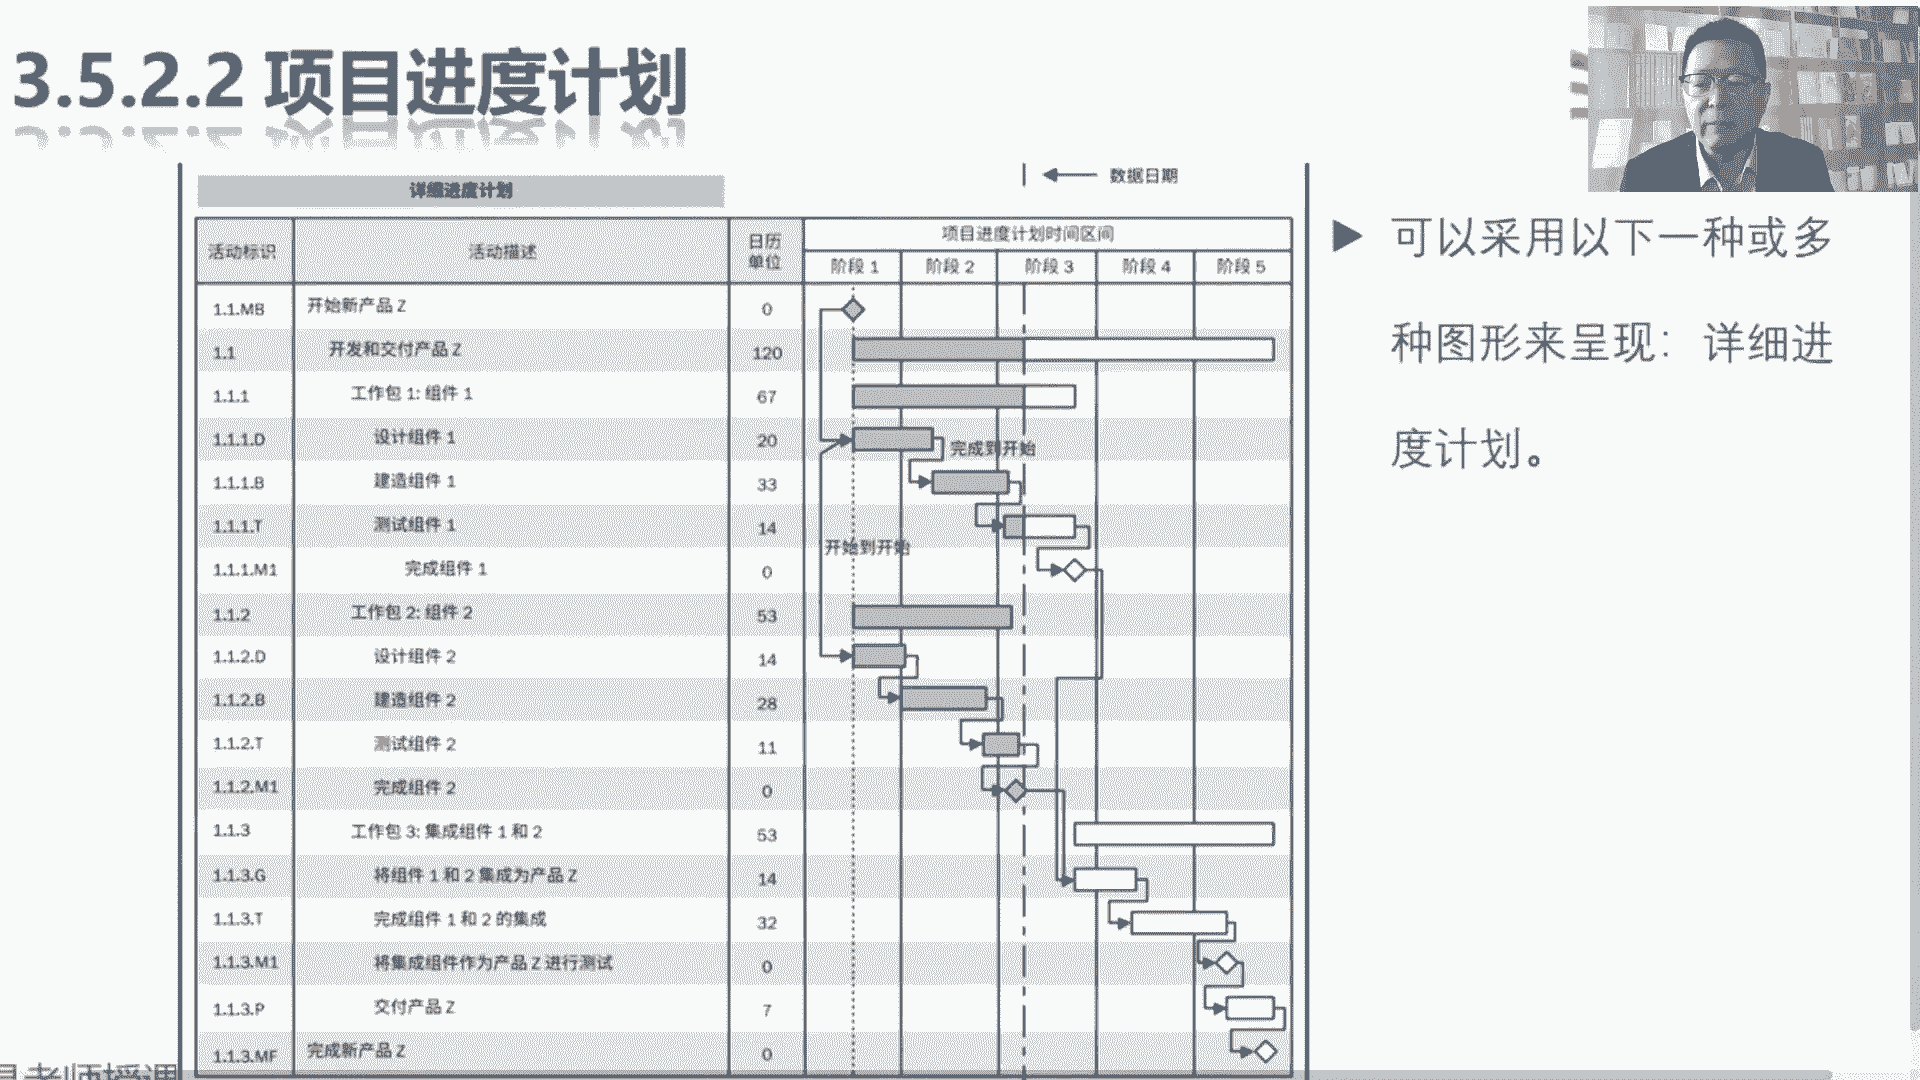 3.5.2.2 项目进度计划
详细进度计划
数据日期
活动标识 活动描述 日历单位 项目进度计划时间区间
阶段 1 阶段 2 阶段 3 阶段 4 阶段 5
1.1.MB 开始新产品 Z 0
1.1 开发和交付产品 Z 120
1.1.1 工作包 1: 组件 1 67
1.1.1.D 设计组件 1 20
完成到开始
1.1.1.B 建造组件 1 33
1.1.1.T 测试组件 1 14
开始到开始
1.1.1.M1 完成组件 1 0
1.1.2 工作包 2: 组件 2 53
1.1.2.D 设计组件 2 14
1.1.2.B 建造组件 2 28
1.1.2.T 测试组件 2 11
1.1.2.M1 完成组件 2 0
1.1.3 工作包 3: 集成组件 1 和 2 53
1.1.3.G 将组件 1 和 2 集成为产品 Z 14
1.1.3.T 完成组件 1 和 2 的集成 32
1.1.3.M1 将集成组件作为产品 Z 进行测试 0
1.1.3.P 交付产品 Z 7
1.1.3.MF 完成新产品 Z 0
可以采用以下一种或多
种图形来呈现：详细进
度计划。
老师授课